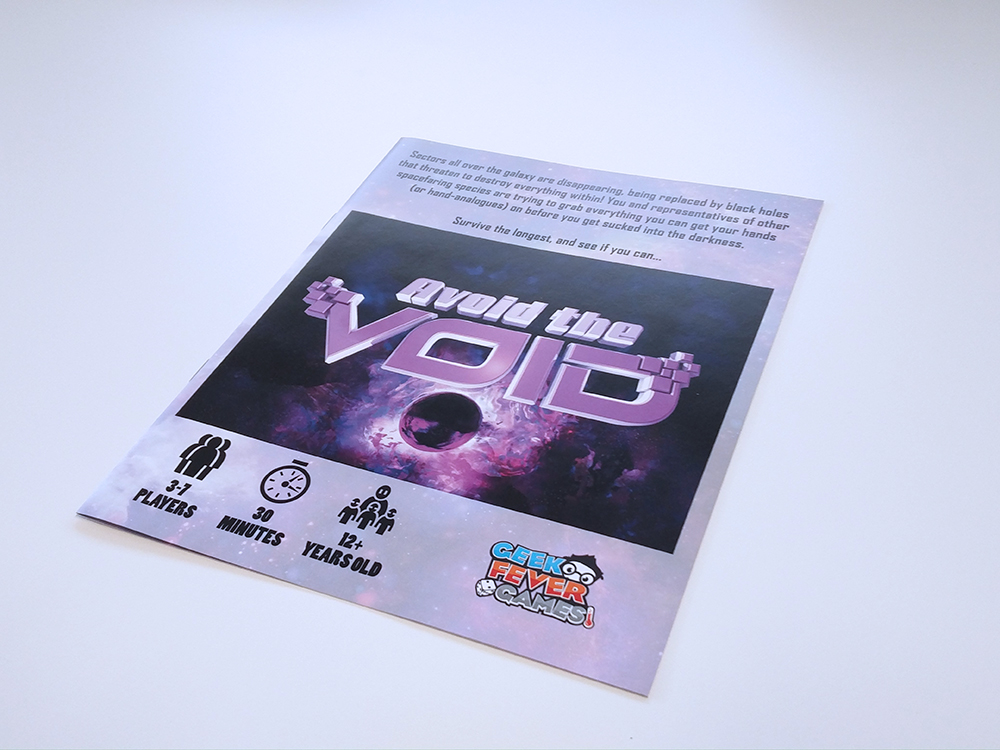 Sectors all over the galaxy are disappearing, being replaced by black holes
that threaten to destroy everything within! You and representatives of other
spacefaring species are trying to grab everything you can get your hands
(or hand-analogues) on before you get sucked into the darkness.
Survive the longest, and see if you can...
Avoid the
VOID
3-7
PLAYERS
30
MINUTES
12+
YEARS OLD
GEEK
FEVER
GAMES